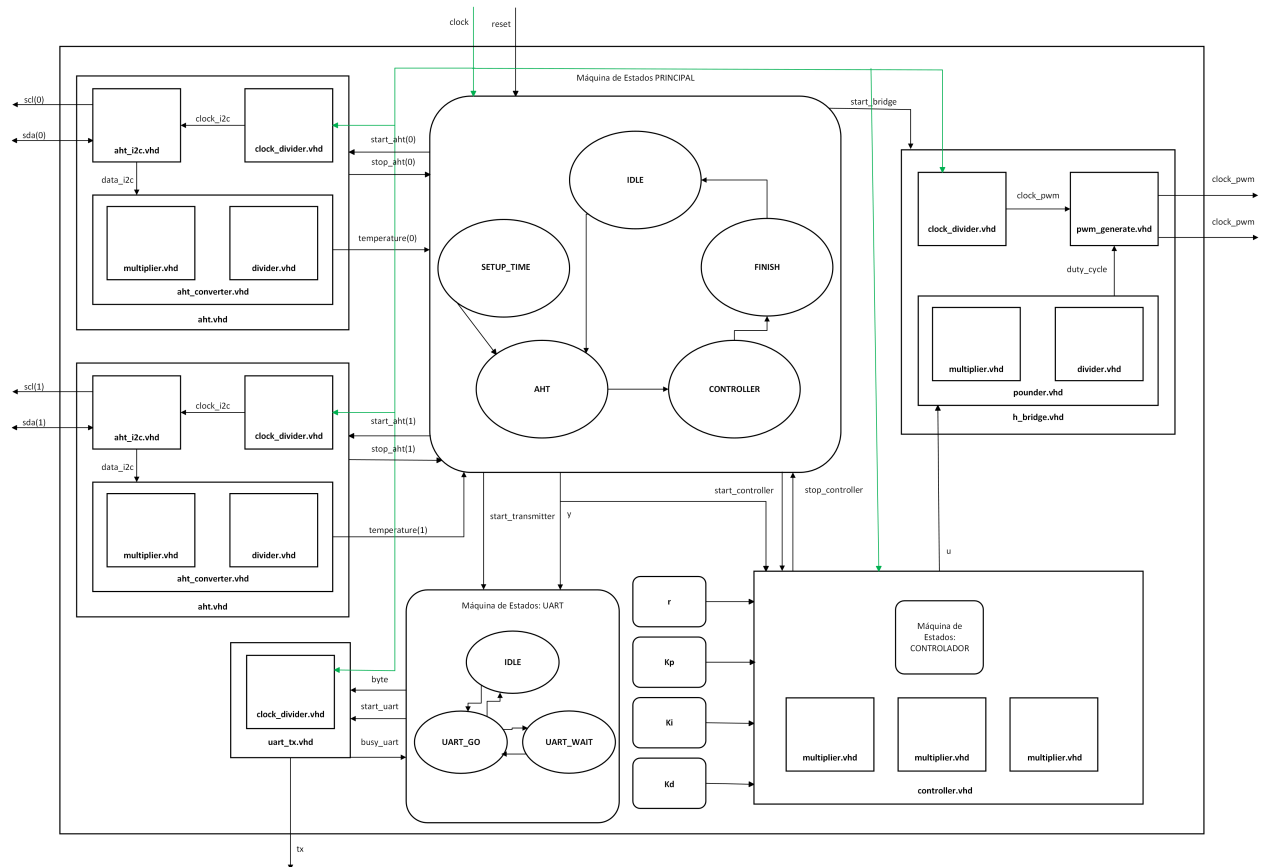 clock
reset
Máquina de Estados PRINCIPAL
scl(0)
sda(0)
clock_i2c
aht_i2c.vhd
clock_divider.vhd
data_i2c
multiplier.vhd
divider.vhd
aht_converter.vhd
aht.vhd
start_aht(0)
stop_aht(0)
temperature(0)
IDLE
SETUP_TIME
FINISH
AHT
CONTROLLER
start_bridge
clock_divider.vhd
clock_pwm
pwm_generate.vhd
clock_pwm
clock_pwm
duty_cycle
multiplier.vhd
divider.vhd
pounder.vhd
h_bridge.vhd
scl(1)
sda(1)
clock_i2c
aht_i2c.vhd
clock_divider.vhd
data_i2c
multiplier.vhd
divider.vhd
aht_converter.vhd
aht.vhd
start_aht(1)
stop_aht(1)
temperature(1)
start_transmitter
y
start_controller
stop_controller
u
Máquina de Estados: UART
IDLE
UART_GO
UART_WAIT
clock_divider.vhd
uart_tx.vhd
byte
start_uart
busy_uart
tx
r
Kp
Ki
Kd
Máquina de
Estados:
CONTROLADOR
multiplier.vhd
multiplier.vhd
multiplier.vhd
controller.vhd